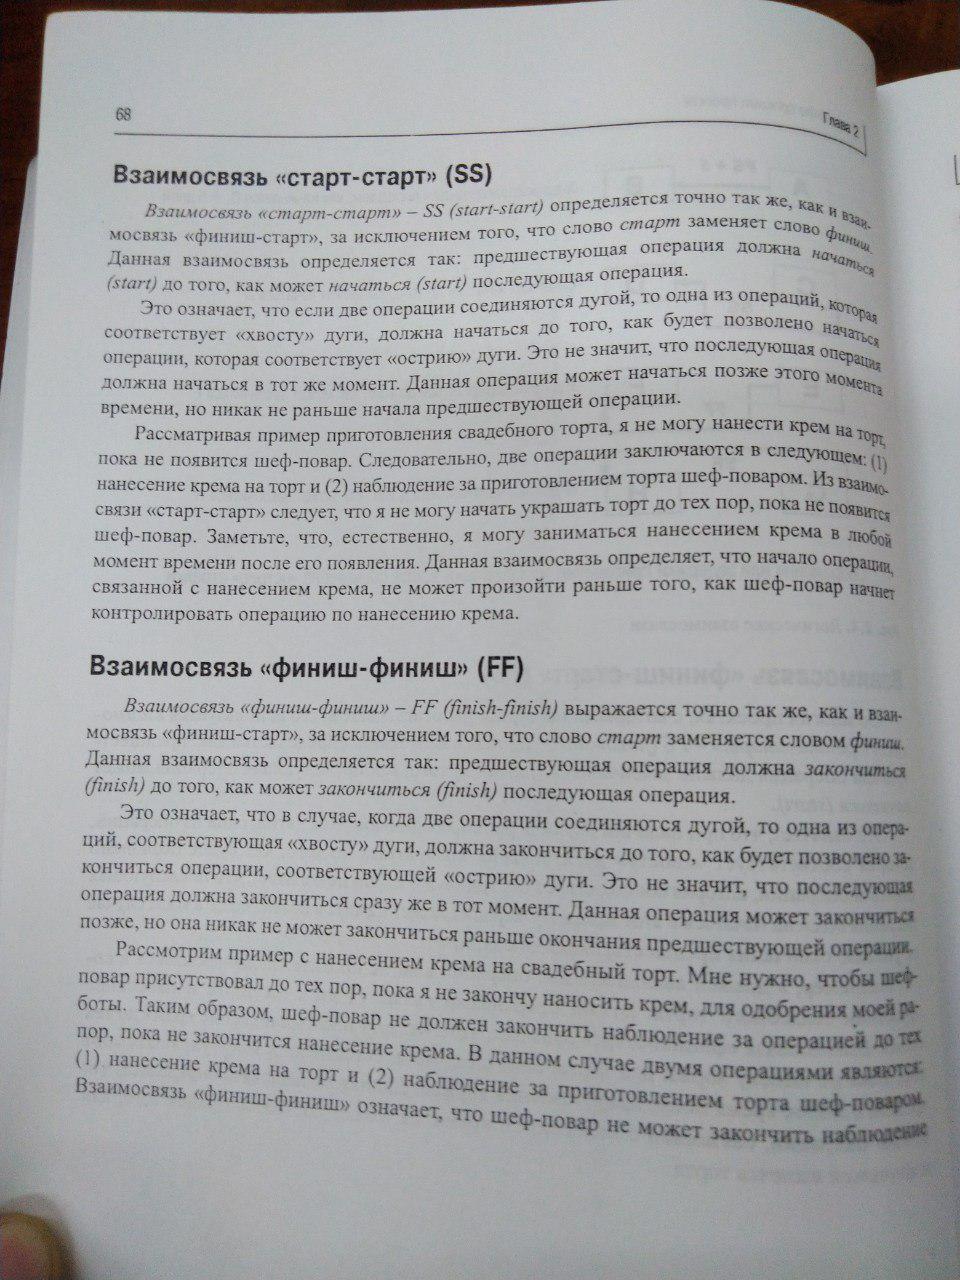 68
Глава 2
Взаимосвязь «старт-старт» (SS)
Взаимосвязь «старт-старт» – SS (start-start) определяется точно так же, как и взаи-
мосвязь «финиш-старт», за исключением того, что слово старт заменяет слово финиш.
Данная взаимосвязь определяется так: предшествующая операция должна начаться
(start) до того, как может начаться (start) последующая операция.
Это означает, что если две операции соединяются дугой, то одна из операций, которая
соответствует «хвосту» дуги, должна начаться до того, как будет позволено начаться
операции, которая соответствует «острию» дуги. Это не значит, что последующая операция
должна начаться в тот же момент. Данная операция может начаться позже этого момента
времени, но никак не раньше начала предшествующей операции.
Рассматривая пример приготовления свадебного торта, я не могу нанести крем на торт,
пока не появится шеф-повар. Следовательно, две операции заключаются в следующем: (1)
нанесение крема на торт и (2) наблюдение за приготовлением торта шеф-поваром. Из взаимо-
связи «старт-старт» следует, что я не могу начать украшать торт до тех пор, пока не появится
шеф-повар. Заметьте, что, естественно, я могу заниматься нанесением крема в любой
момент времени после его появления. Данная взаимосвязь определяет, что начало операции,
связанной с нанесением крема, не может произойти раньше того, как шеф-повар начнет
контролировать операцию по нанесению крема.
Взаимосвязь «финиш-финиш» (FF)
Взаимосвязь «финиш-финиш» – FF (finish-finish) выражается точно так же, как и взаи-
мосвязь «финиш-старт», за исключением того, что слово старт заменяется словом финиш.
Данная взаимосвязь определяется так: предшествующая операция должна закончиться
(finish) до того, как может закончиться (finish) последующая операция.
Это означает, что в случае, когда две операции соединяются дугой, то одна из опера-
ций, соответствующая «хвосту» дуги, должна закончиться до того, как будет позволено за-
кончиться операции, соответствующей «острию» дуги. Это не значит, что последующая
операция должна закончиться сразу же в тот момент. Данная операция может закончиться
позже, но она никак не может закончиться раньше окончания предшествующей операции.
Рассмотрим пример с нанесением крема на свадебный торт. Мне нужно, чтобы шеф-
повар присутствовал до тех пор, пока я не закончу наносить крем, для одобрения моей ра-
боты. Таким образом, шеф-повар не должен закончить наблюдение за операцией до тех
пор, пока не закончится нанесение крема. В данном случае двумя операциями являются:
(1) нанесение крема на торт и (2) наблюдение за приготовлением торта шеф-поваром.
Взаимосвязь «финиш-финиш» означает, что шеф-повар не может закончить наблюдение